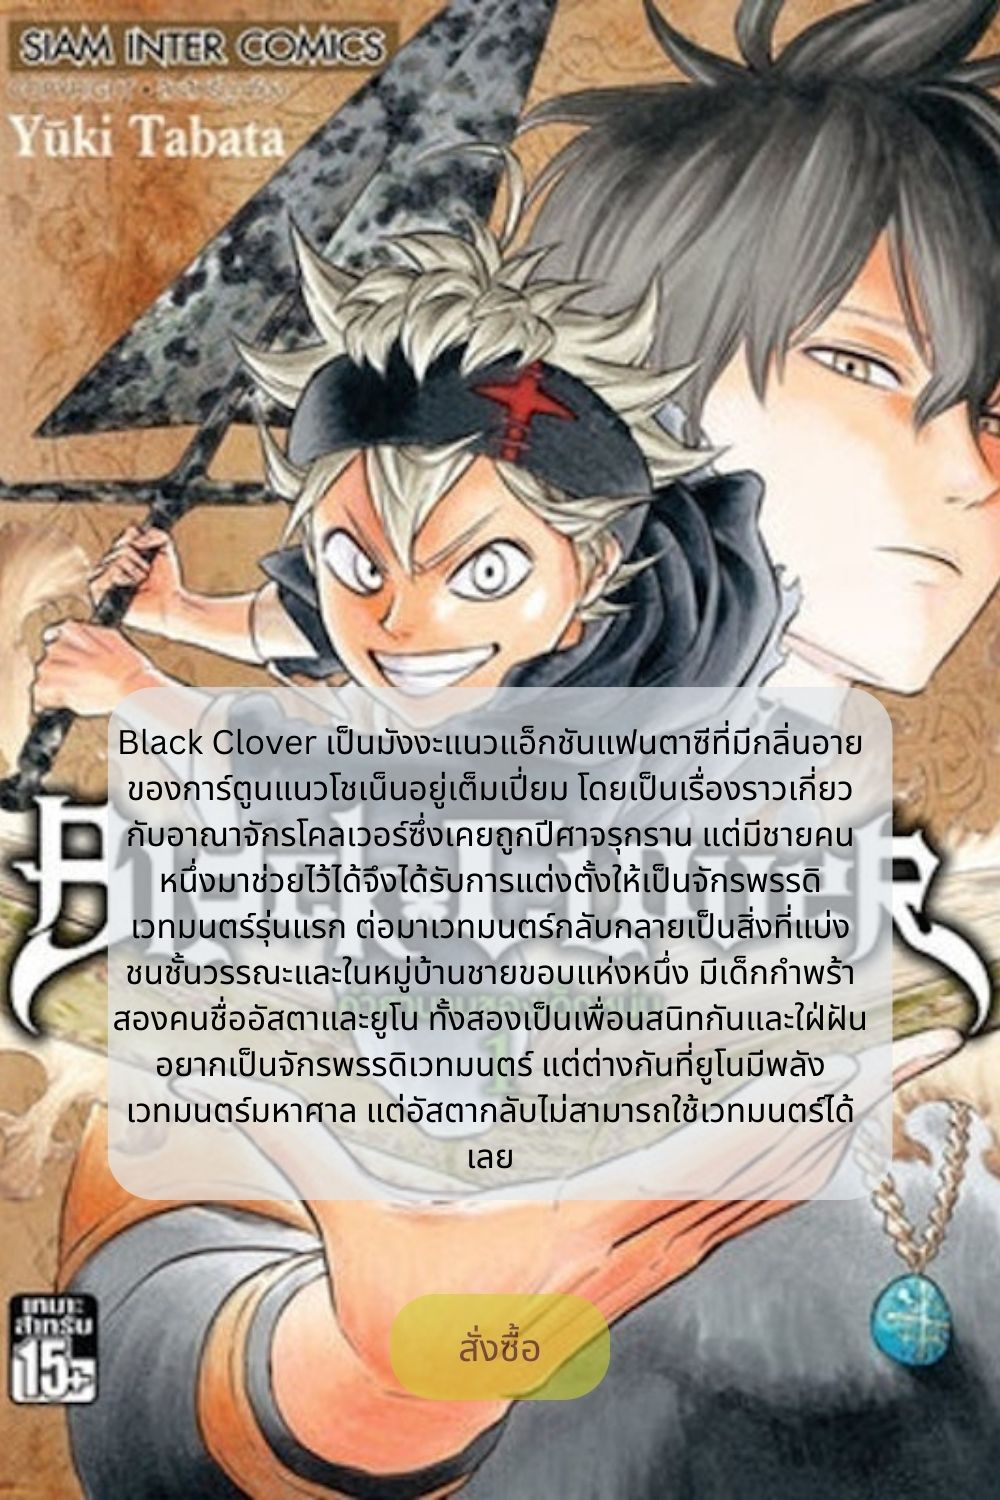 SIAM INTER COMICS
Yūki Tabata
Black Clover เป็นมังงะแนวแอ็กชันแฟนตาซีที่มีกลิ่นอาย
ของการ์ตูนแนวโชเน็นอยู่เต็มเปี่ยม โดยเป็นเรื่องราวเกี่ยว
กับอาณาจักรโคลเวอร์ซึ่งเคยถูกปีศาจรุกราน แต่มีชายคน
หนึ่งมาช่วยไว้ได้จึงได้รับการแต่งตั้งให้เป็นจักรพรรดิ
เวทมนตร์รุ่นแรก ต่อมาเวทมนตร์กลับกลายเป็นสิ่งที่แบ่ง
ชนชั้นวรรณะและในหมู่บ้านชายขอบแห่งหนึ่ง มีเด็กกำพร้า
สองคนชื่ออัสตาและยูโน ทั้งสองเป็นเพื่อนสนิทกันและใฝ่ฝัน
อยากเป็นจักรพรรดิเวทมนตร์ แต่ต่างกันที่ยูโนมีพลัง
เวทมนตร์มหาศาล แต่อัสตากลับไม่สามารถใช้เวทมนตร์ได้
เลย
BLACK CLOVER
1
เหมาะ
สำหรับ
15+
สั่งซื้อ